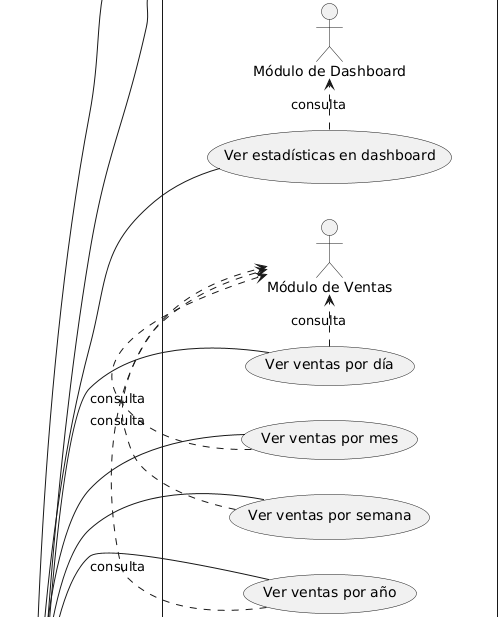 Módulo de Dashboard
consulta
Ver estadísticas en dashboard
Módulo de Ventas
consulta
Ver ventas por día
consulta
consulta
Ver ventas por mes
Ver ventas por semana
consulta
Ver ventas por año